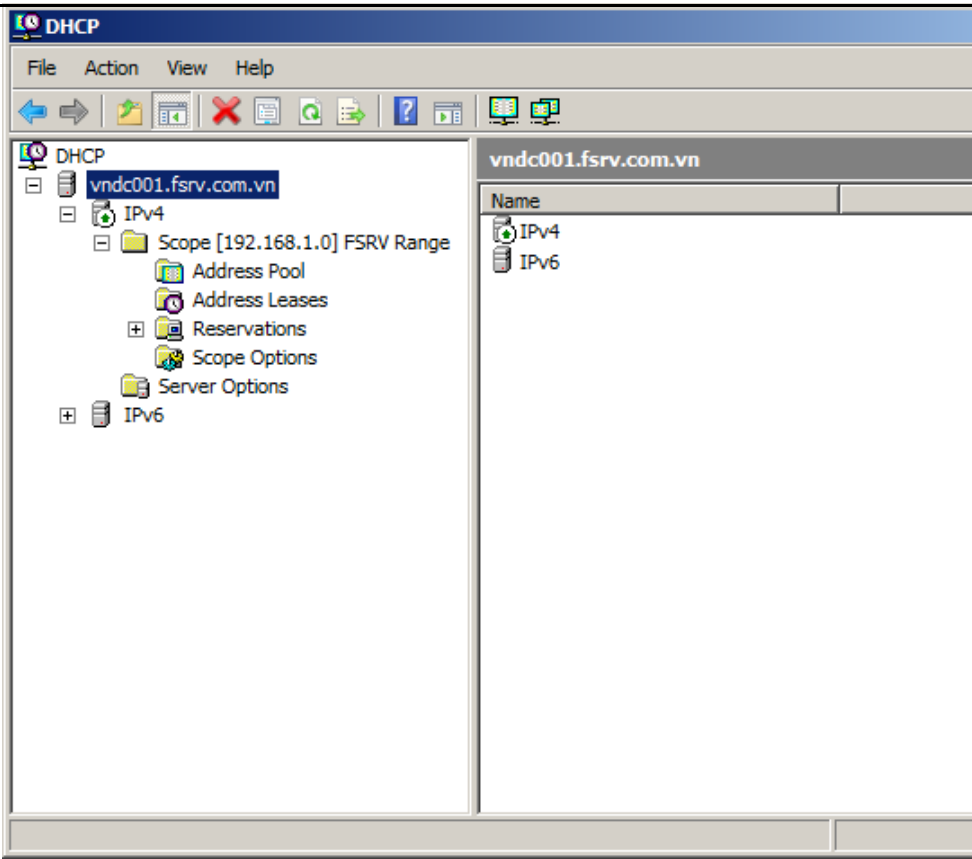 DHCP
File Action View Help
DHCP
vndc001.fsrv.com.vn
IPv4
Scope [192.168.1.0] FSRV Range
Address Pool
Address Leases
Reservations
Scope Options
Server Options
IPv6
vndc001.fsrv.com.vn
Name
IPv4
IPv6